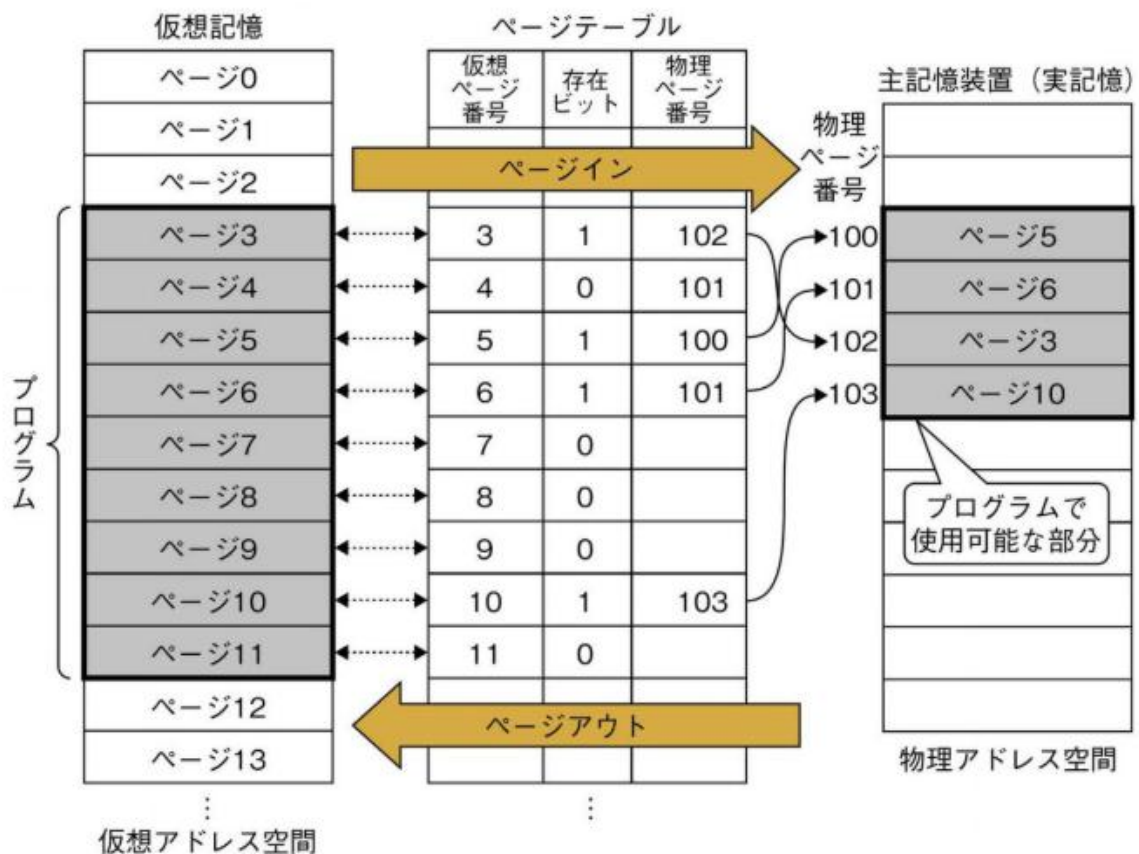 仮想記憶
ページ0
ページ1
ページ2
ページ3
ページ4
ページ5
ページ6
ページ7
ページ8
ページ9
ページ10
ページ11
ページ12
ページ13
⋮
仮想アドレス空間
プログラム
ページテーブル
仮想
ページ
番号
存在
ビット
物理
ページ
番号
ページイン
3 1 102
4 0 101
5 1 100
6 1 101
7 0
8 0
9 0
10 1 103
11 0
ページアウト
⋮
主記憶装置（実記憶）
物理
ページ
番号
100 ページ5
101 ページ6
102 ページ3
103 ページ10
プログラムで
使用可能な部分
物理アドレス空間